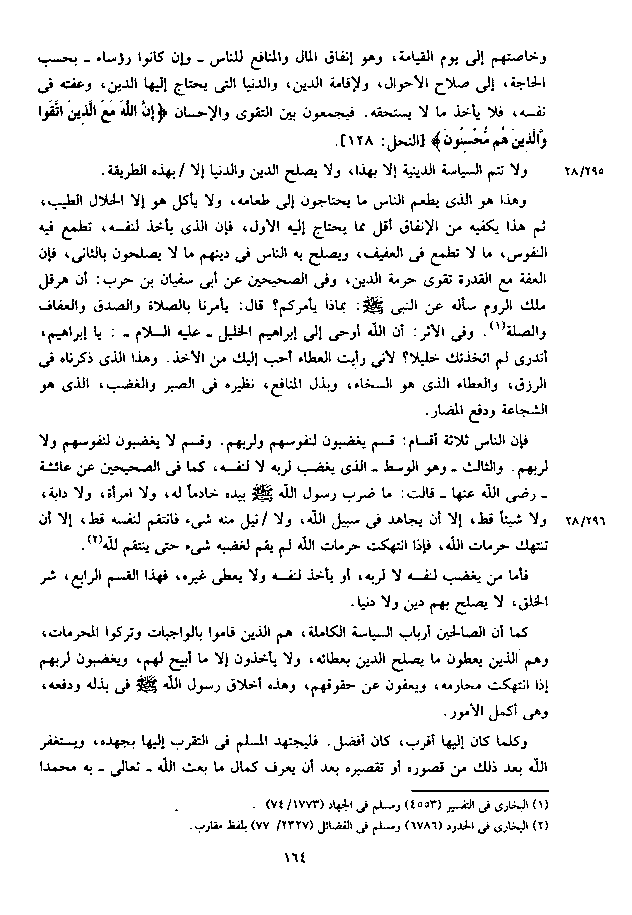 وخاصتهم إلى يوم القيامة، وهو إنفاق المال والمنافع للناس ـ وإن كانوا رؤساء ـ بحسب
الحاجة، إلى صلاح الأحوال، ولإقامة الدين، والدنيا التى يحتاج إليها الدين، وعفته فى
نفسه، فلا يأخذ ما لا يستحقه. فيجمعون بين التقوى والإحسان ﴿إِنَّ اللَّهَ مَعَ الَّذِينَ اتَّقَوا
وَّالَّذِينَ هُم مُّحْسِنُونَ﴾ [النحل: ١٢٨].
ولا تتم السياسة الدينية إلا بهذا، ولا يصلح الدين والدنيا إلا / بهذه الطريقة. ٢٨/٢٩٥
وهذا هو الذى يطعم الناس ما يحتاجون إلى طعامه، ولا يأكل هو إلا الحلال الطيب،
ثم هذا يكفيه من الإنفاق أقل مما يحتاج إليه الأول، فإن الذى يأخذ لنفسه، تطمع فيه
النفوس، ما لا تطمع فى العفيف، ويصلح به الناس فى دينهم ما لا يصلحون بالثانى، فإن
العفة مع القدرة تقوى حرمة الدين، وفى الصحيحين عن أبى سفيان بن حرب: أن هرقل
ملك الروم سأله عن النبى ﷺ: بماذا يأمركم؟ قال: يأمرنا بالصلاة والصدق والعفاف
والصلة(١). وفى الأثر: أن الله أوحى إلى إبراهيم الخليل ـ عليه السلام ـ : يا إبراهيم،
أتدرى لم اتخذتك خليلا؟ لأنى رأيت العطاء أحب إليك من الأخذ. وهذا الذى ذكرناه فى
الرزق، والعطاء الذى هو السخاء، وبذل المنافع، نظيره فى الصبر والغضب، الذى هو
الشجاعة ودفع المضار.
فإن الناس ثلاثة أقسام: قسم يغضبون لنفوسهم ولربهم. وقسم لا يغضبون لنفوسهم ولا
لربهم. والثالث ـ وهو الوسط ـ الذى يغضب لربه لا لنفسه، كما فى الصحيحين عن عائشة
ـ رضى الله عنها ـ قالت: ما ضرب رسول الله ﷺ بيده خادماً له، ولا امرأة، ولا دابة،
ولا شيئاً قط، إلا أن يجاهد فى سبيل الله، ولا / نيل منه شىء فانتقم لنفسه قط، إلا أن ٢٨/٢٩٦
تنتهك حرمات الله، فإذا انتهكت حرمات الله لم يقم لغضبه شىء حتى ينتقم لله(٢).
فأما من يغضب لنفسه لا لربه، أو يأخذ لنفسه ولا يعطى غيره، فهذا القسم الرابع، شر
الخلق، لا يصلح بهم دين ولا دنيا.
كما أن الصالحين أرباب السياسة الكاملة، هم الذين قاموا بالواجبات وتركوا المحرمات،
وهم الذين يعطون ما يصلح الدين بعطائه، ولا يأخذون إلا ما أبيح لهم، ويغضبون لربهم
إذا انتهكت محارمه، ويعفون عن حقوقهم، وهذه أخلاق رسول الله ﷺ فى بذله ودفعه،
وهى أكمل الأمور.
وكلما كان إليها أقرب، كان أفضل. فليجتهد المسلم فى التقرب إليها بجهده، ويستغفر
الله بعد ذلك من قصوره أو تقصيره بعد أن يعرف كمال ما بعث الله ـ تعالى ـ به محمدا
(١) البخارى فى التفسير (٤٥٥٣) ومسلم فى الجهاد (١٧٧٣/ ٧٤) .
(٢) البخارى فى الحدود (٦٧٨٦) ومسلم فى الفضائل (٢٣٢٧/ ٧٧) بلفظ مقارب.
١٦٤